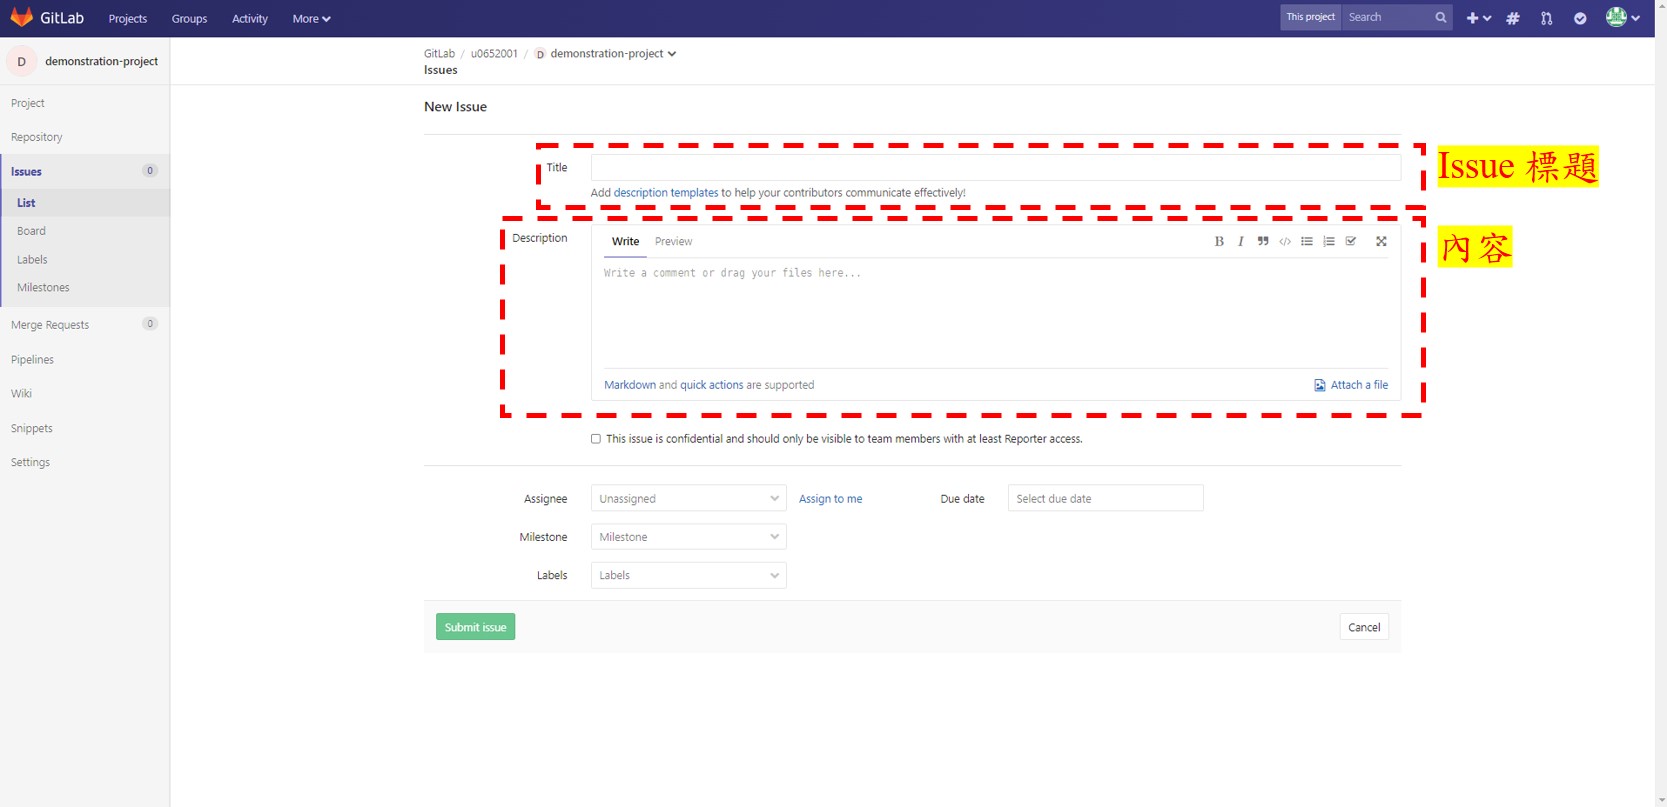 GitLab Projects Groups Activity More This project Search
D demonstration-project
GitLab / u0652001 / D demonstration-project
Issues
Project
Repository
Issues 0
List
Board
Labels
Milestones
Merge Requests 0
Pipelines
Wiki
Snippets
Settings
New Issue
Title
Issue 標題
Add description templates to help your contributors communicate effectively!
Description
Write Preview
內容
Write a comment or drag your files here...
Markdown and quick actions are supported
Attach a file
This issue is confidential and should only be visible to team members with at least Reporter access.
Assignee Unassigned Assign to me Due date Select due date
Milestone Milestone
Labels Labels
Submit issue Cancel